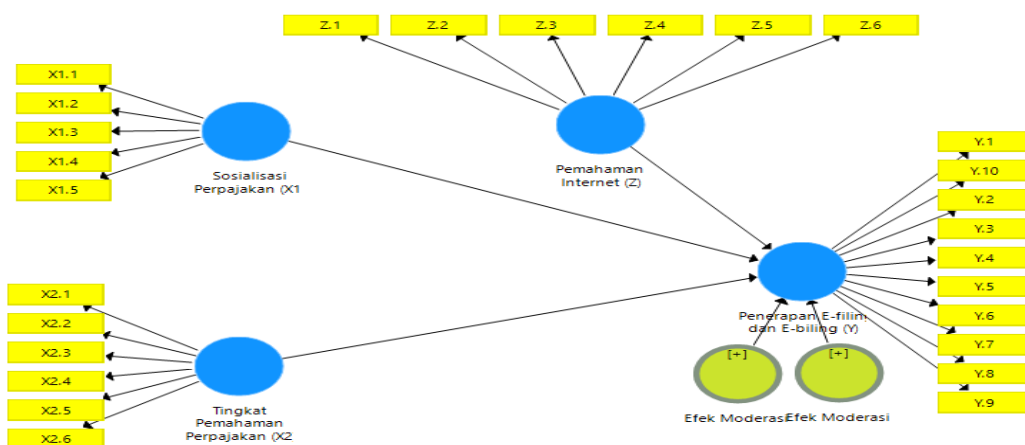 Z.1
Z.2
Z.3
Z.4
Z.5
Z.6
X1.1
X1.2
X1.3
X1.4
X1.5
Sosialisasi
Perpajakan (X1
Pemahaman
Internet (Z)
Y.1
Y.10
Y.2
Y.3
Y.4
Y.5
Y.6
Y.7
Y.8
Y.9
Penerapan E-filin
dan E-biling (Y)
[+]
[+]
Efek Moderasi
Efek Moderasi
X2.1
X2.2
X2.3
X2.4
X2.5
X2.6
Tingkat
Pemahaman
Perpajakan (X2